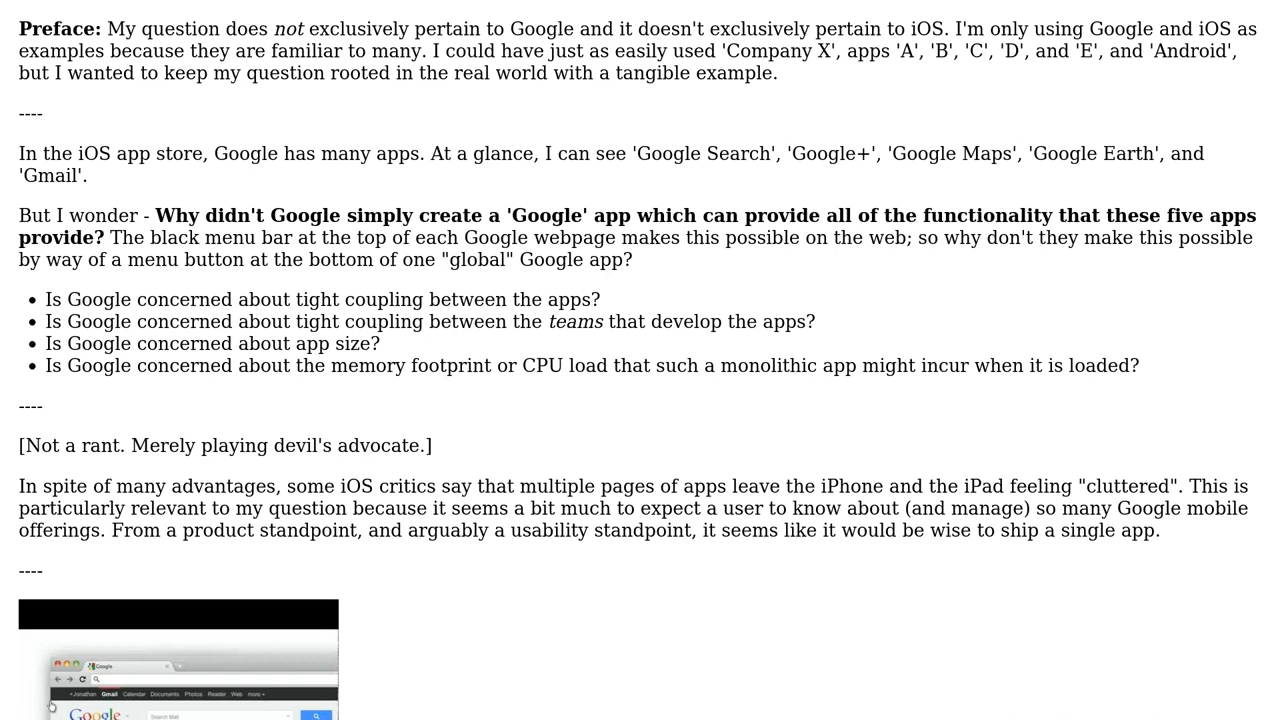 Preface: My question does not exclusively pertain to Google and it doesn't exclusively pertain to iOS. I'm only using Google and iOS as
examples because they are familiar to many. I could have just as easily used 'Company X', apps 'A', 'B', 'C', 'D', and 'E', and 'Android',
but I wanted to keep my question rooted in the real world with a tangible example.
----
In the iOS app store, Google has many apps. At a glance, I can see 'Google Search', 'Google+', 'Google Maps', 'Google Earth', and
'Gmail'.
But I wonder - Why didn't Google simply create a 'Google' app which can provide all of the functionality that these five apps
provide? The black menu bar at the top of each Google webpage makes this possible on the web; so why don't they make this possible
by way of a menu button at the bottom of one "global" Google app?
• Is Google concerned about tight coupling between the apps?
• Is Google concerned about tight coupling between the teams that develop the apps?
• Is Google concerned about app size?
• Is Google concerned about the memory footprint or CPU load that such a monolithic app might incur when it is loaded?
----
[Not a rant. Merely playing devil's advocate.]
In spite of many advantages, some iOS critics say that multiple pages of apps leave the iPhone and the iPad feeling "cluttered". This is
particularly relevant to my question because it seems a bit much to expect a user to know about (and manage) so many Google mobile
offerings. From a product standpoint, and arguably a usability standpoint, it seems like it would be wise to ship a single app.
----
Google
+Jonathan Gmail Calendar Documents Photos Reader Web more
Google Search Mail